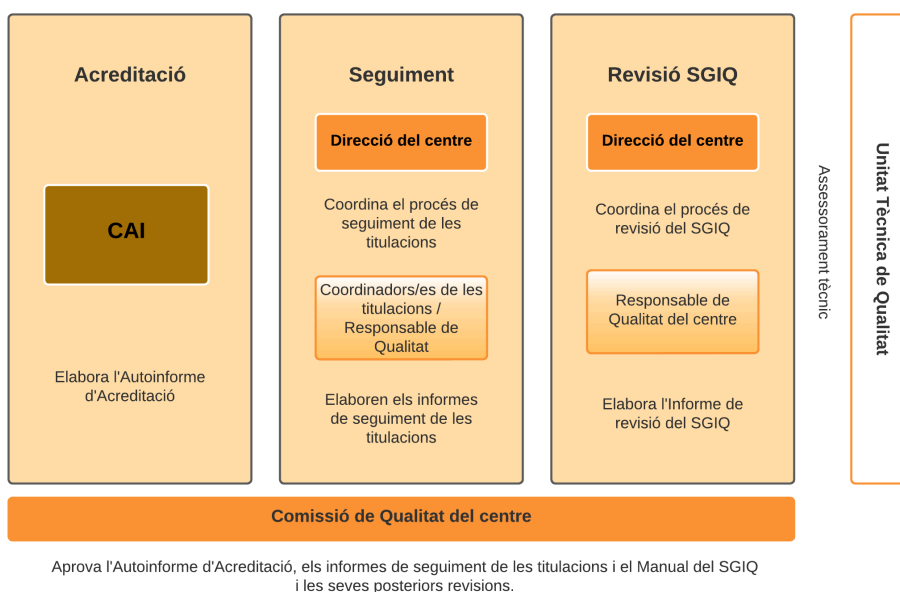 Acreditació
CAI
Elabora l'Autoinforme
d'Acreditació
Seguiment
Direcció del centre
Coordina el procés de
seguiment de les
titulacions
Coordinadors/es de les
titulacions /
Responsable de
Qualitat
Elaboren els informes
de seguiment de les
titulacions
Revisió SGIQ
Direcció del centre
Coordina el procés de
revisió del SGIQ
Responsable de
Qualitat del centre
Elabora l'Informe de
revisió del SGIQ
Assessorament tècnic
Unitat Tècnica de Qualitat
Comissió de Qualitat del centre
Aprova l'Autoinforme d'Acreditació, els informes de seguiment de les titulacions i el Manual del SGIQ
i les seves posteriors revisions.